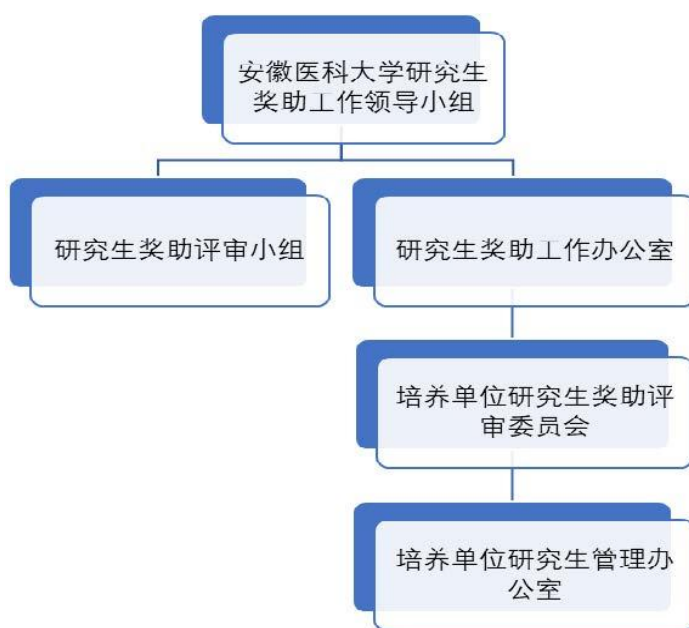 安徽医科大学研究生
奖助工作领导小组
研究生奖助评审小组
研究生奖助工作办公室
培养单位研究生奖助评
审委员会
培养单位研究生管理办
公室